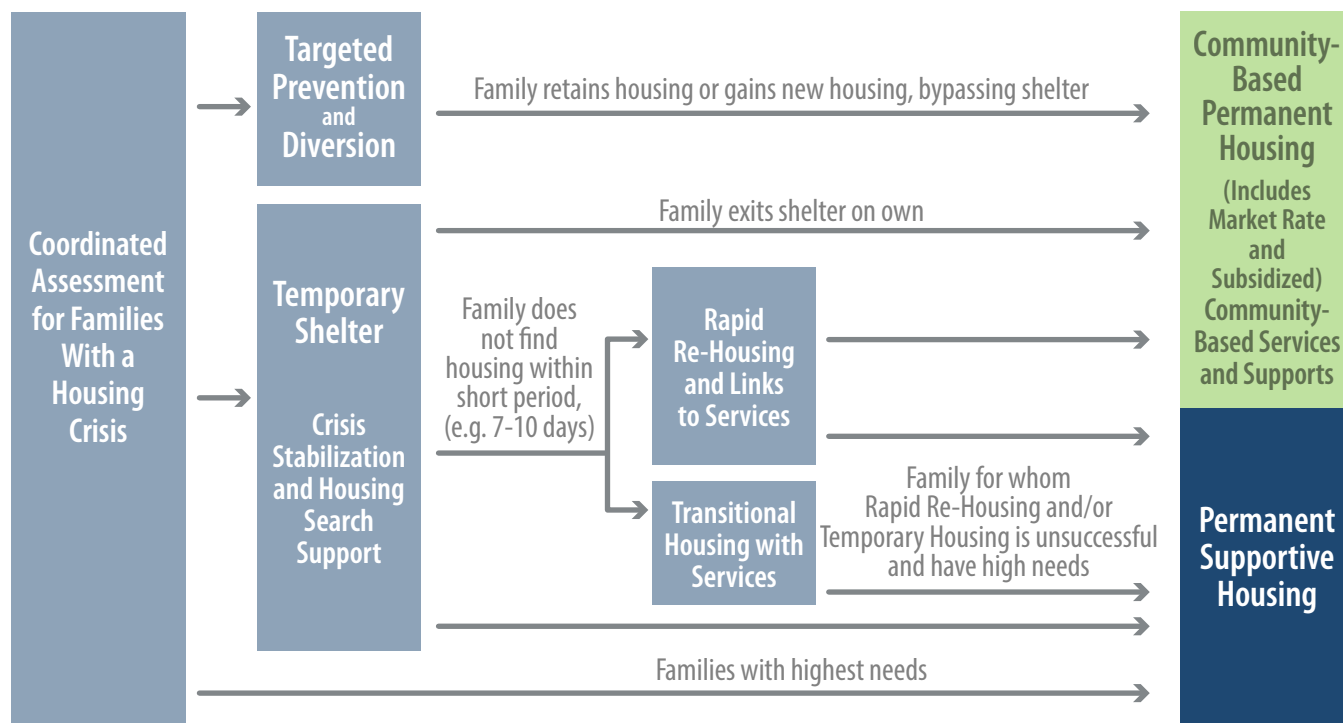 Coordinated
Assessment
for Families
With a
Housing
Crisis
Targeted
Prevention
and
Diversion
Family retains housing or gains new housing, bypassing shelter
Temporary
Shelter
Crisis
Stabilization
and Housing
Search
Support
Family exits shelter on own
Family does
not find
housing within
short period,
(e.g. 7-10 days)
Rapid
Re-Housing
and Links
to Services
Transitional
Housing with
Services
Family for whom
Rapid Re-Housing and/or
Temporary Housing is unsuccessful
and have high needs
Families with highest needs
Community-
Based
Permanent
Housing
(Includes
Market Rate
and
Subsidized)
Community-
Based Services
and Supports
Permanent
Supportive
Housing